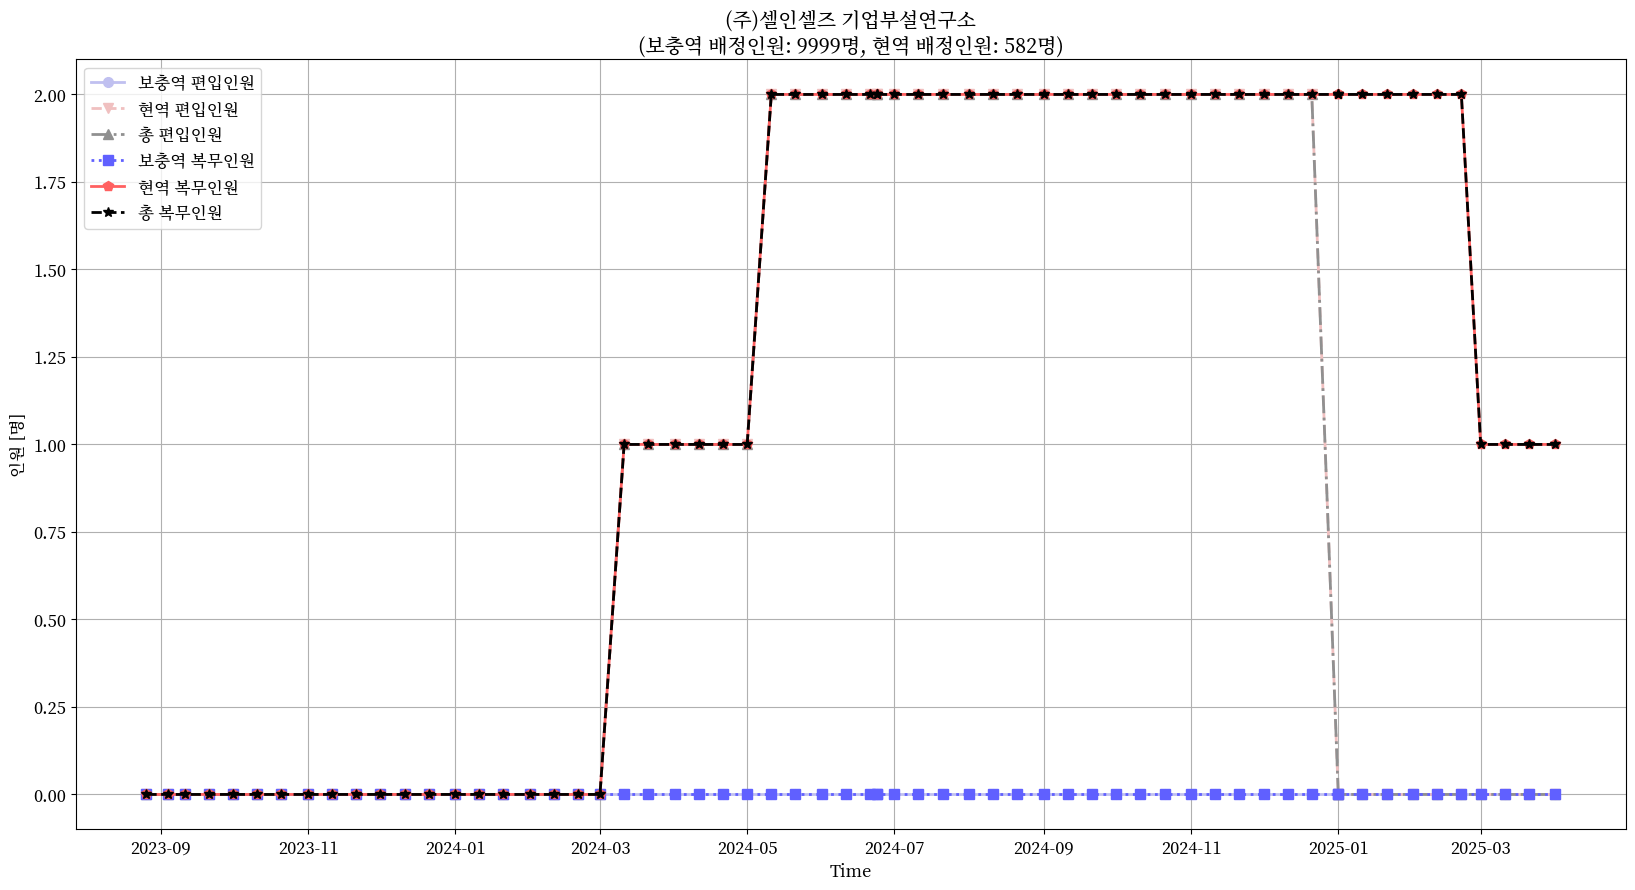 (주)셀인셀즈 기업부설연구소
(보충역 배정인원: 9999명, 현역 배정인원: 582명)
보충역 편입인원
현역 편입인원
총 편입인원
보충역 복무인원
현역 복무인원
총 복무인원
2.00
1.75
1.50
1.25
1.00
0.75
0.50
0.25
0.00
인원 [명]
2023-09
2023-11
2024-01
2024-03
2024-05
2024-07
2024-09
2024-11
2025-01
2025-03
Time